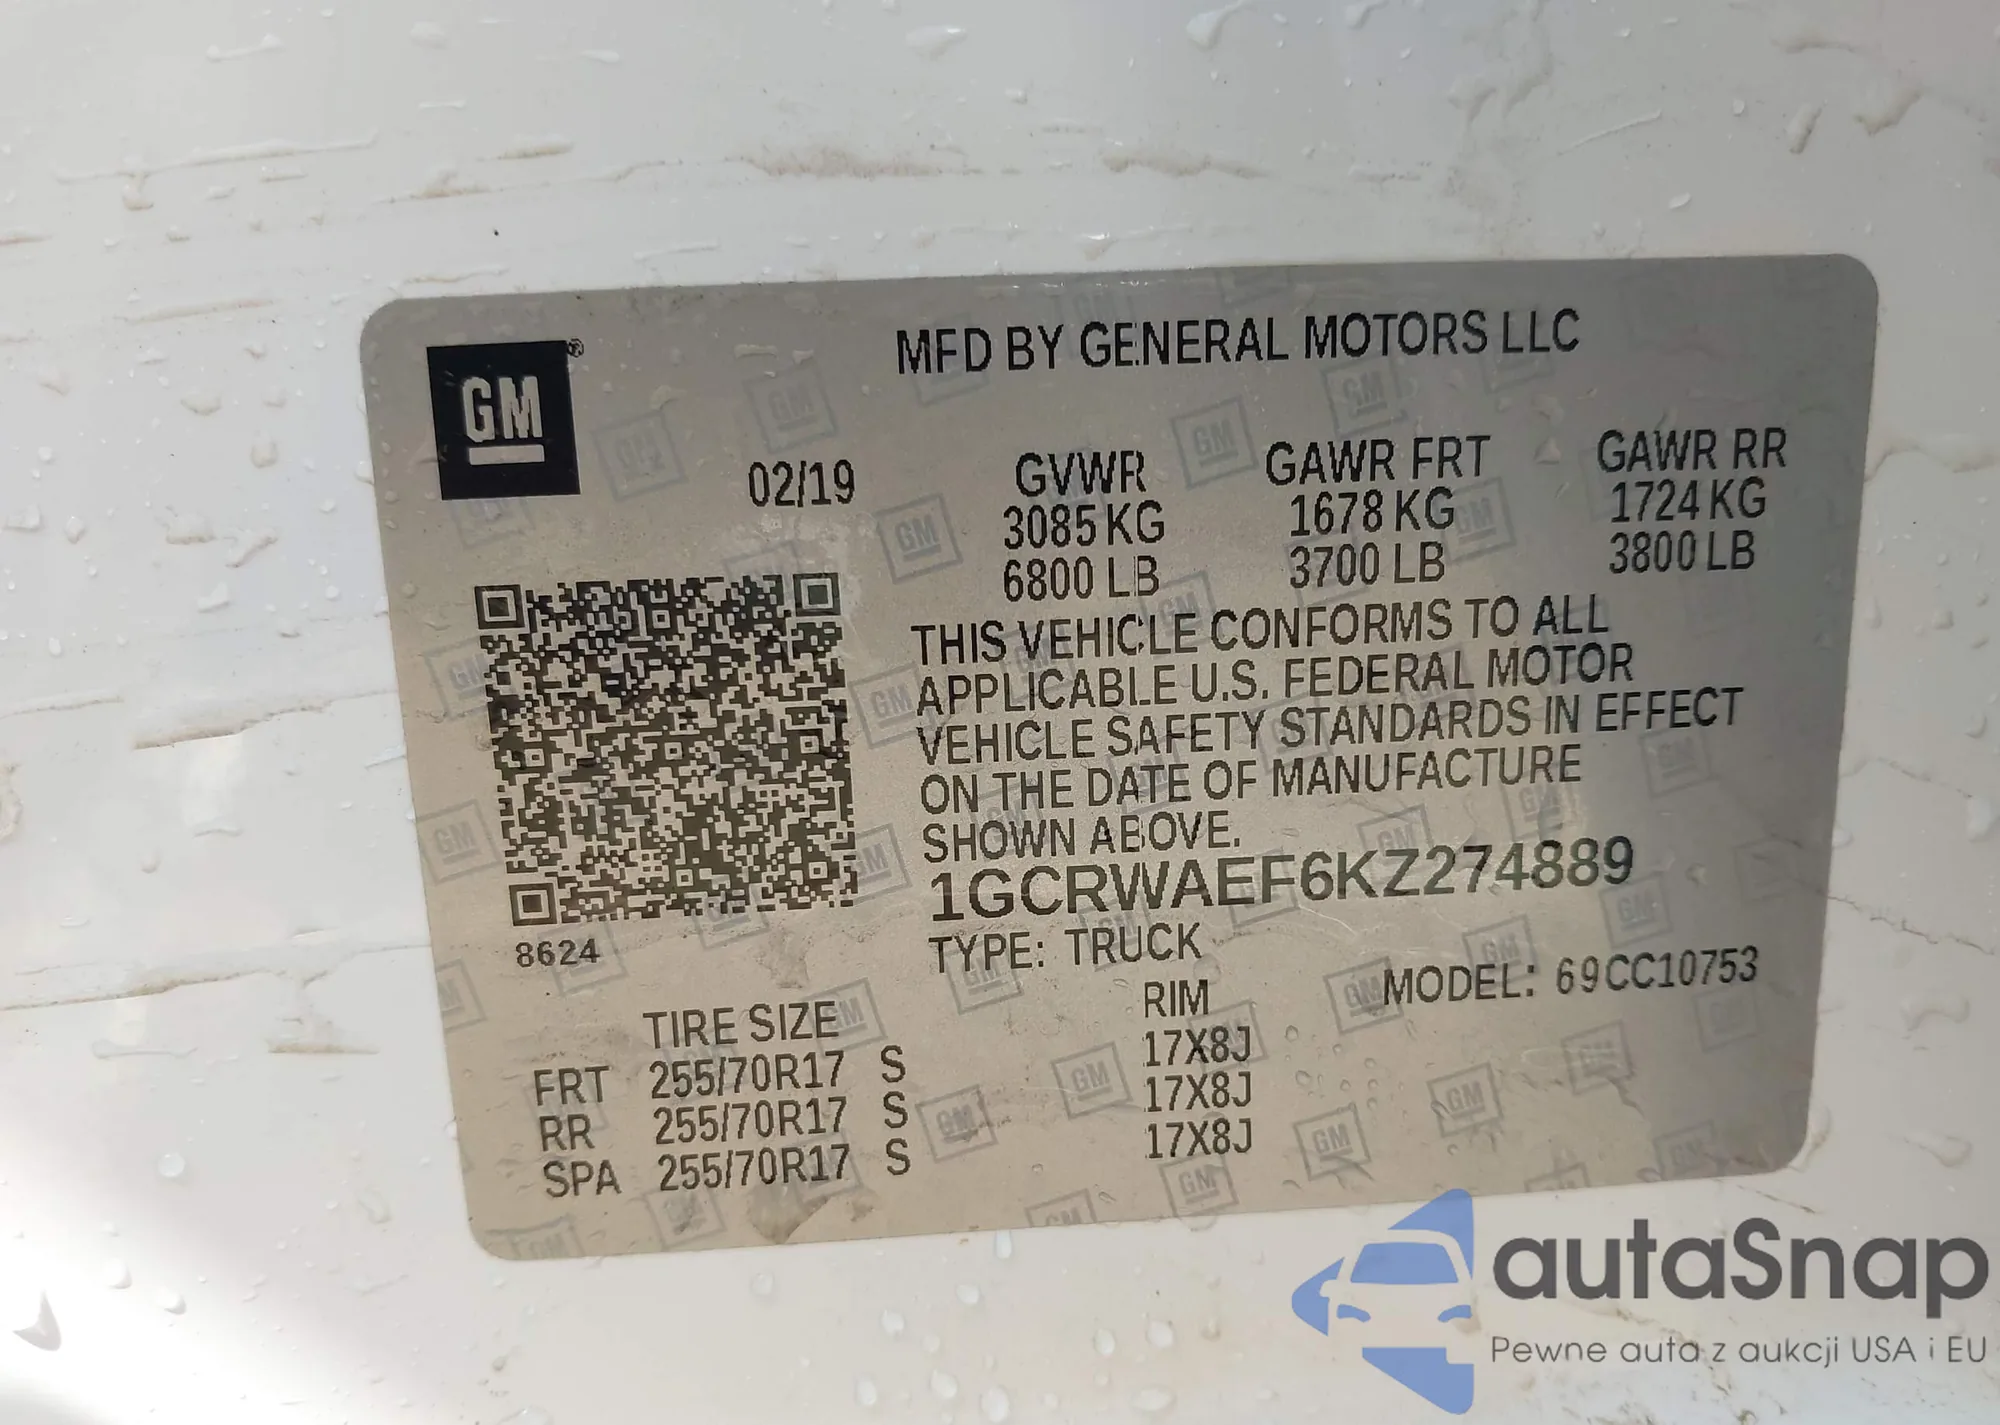 GM®
MFD BY GENERAL MOTORS LLC
02/19
GVWR GAWR FRT GAWR RR
3085 KG 1678 KG 1724 KG
6800 LB 3700 LB 3800 LB
THIS VEHICLE CONFORMS TO ALL
APPLICABLE U.S. FEDERAL MOTOR
VEHICLE SAFETY STANDARDS IN EFFECT
ON THE DATE OF MANUFACTURE
SHOWN ABOVE.
1GCRWAEF6KZ274889
8624
TYPE: TRUCK
MODEL: 69CC10753
TIRE SIZE RIM
FRT 255/70R17 S 17X8J
RR 255/70R17 S 17X8J
SPA 255/70R17 S 17X8J
autaSnap
Pewne auta z aukcji USA i EU